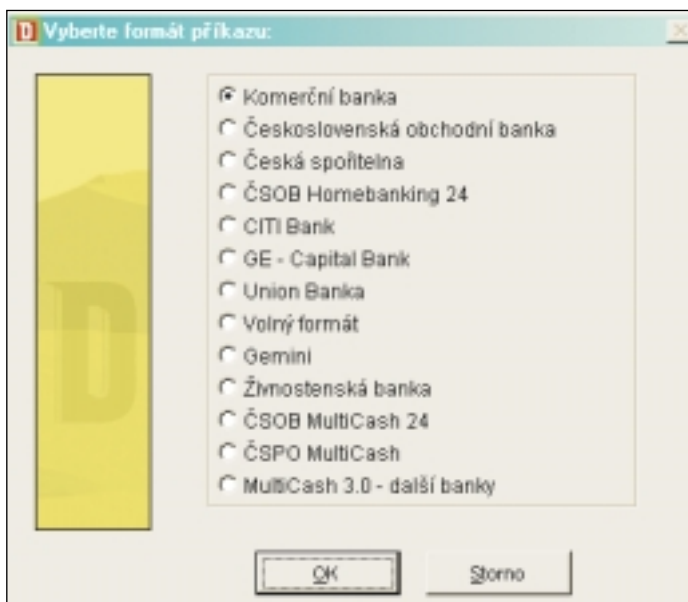 D Vyberte formát příkazu:
Komerční banka
Československá obchodní banka
Česká spořitelna
ČSOB Homebanking 24
CITI Bank
GE - Capital Bank
Union Banka
Volný formát
Gemini
Živnostenská banka
ČSOB MultiCash 24
ČSPO MultiCash
MultiCash 3.0 - další banky
D
OK
Storno